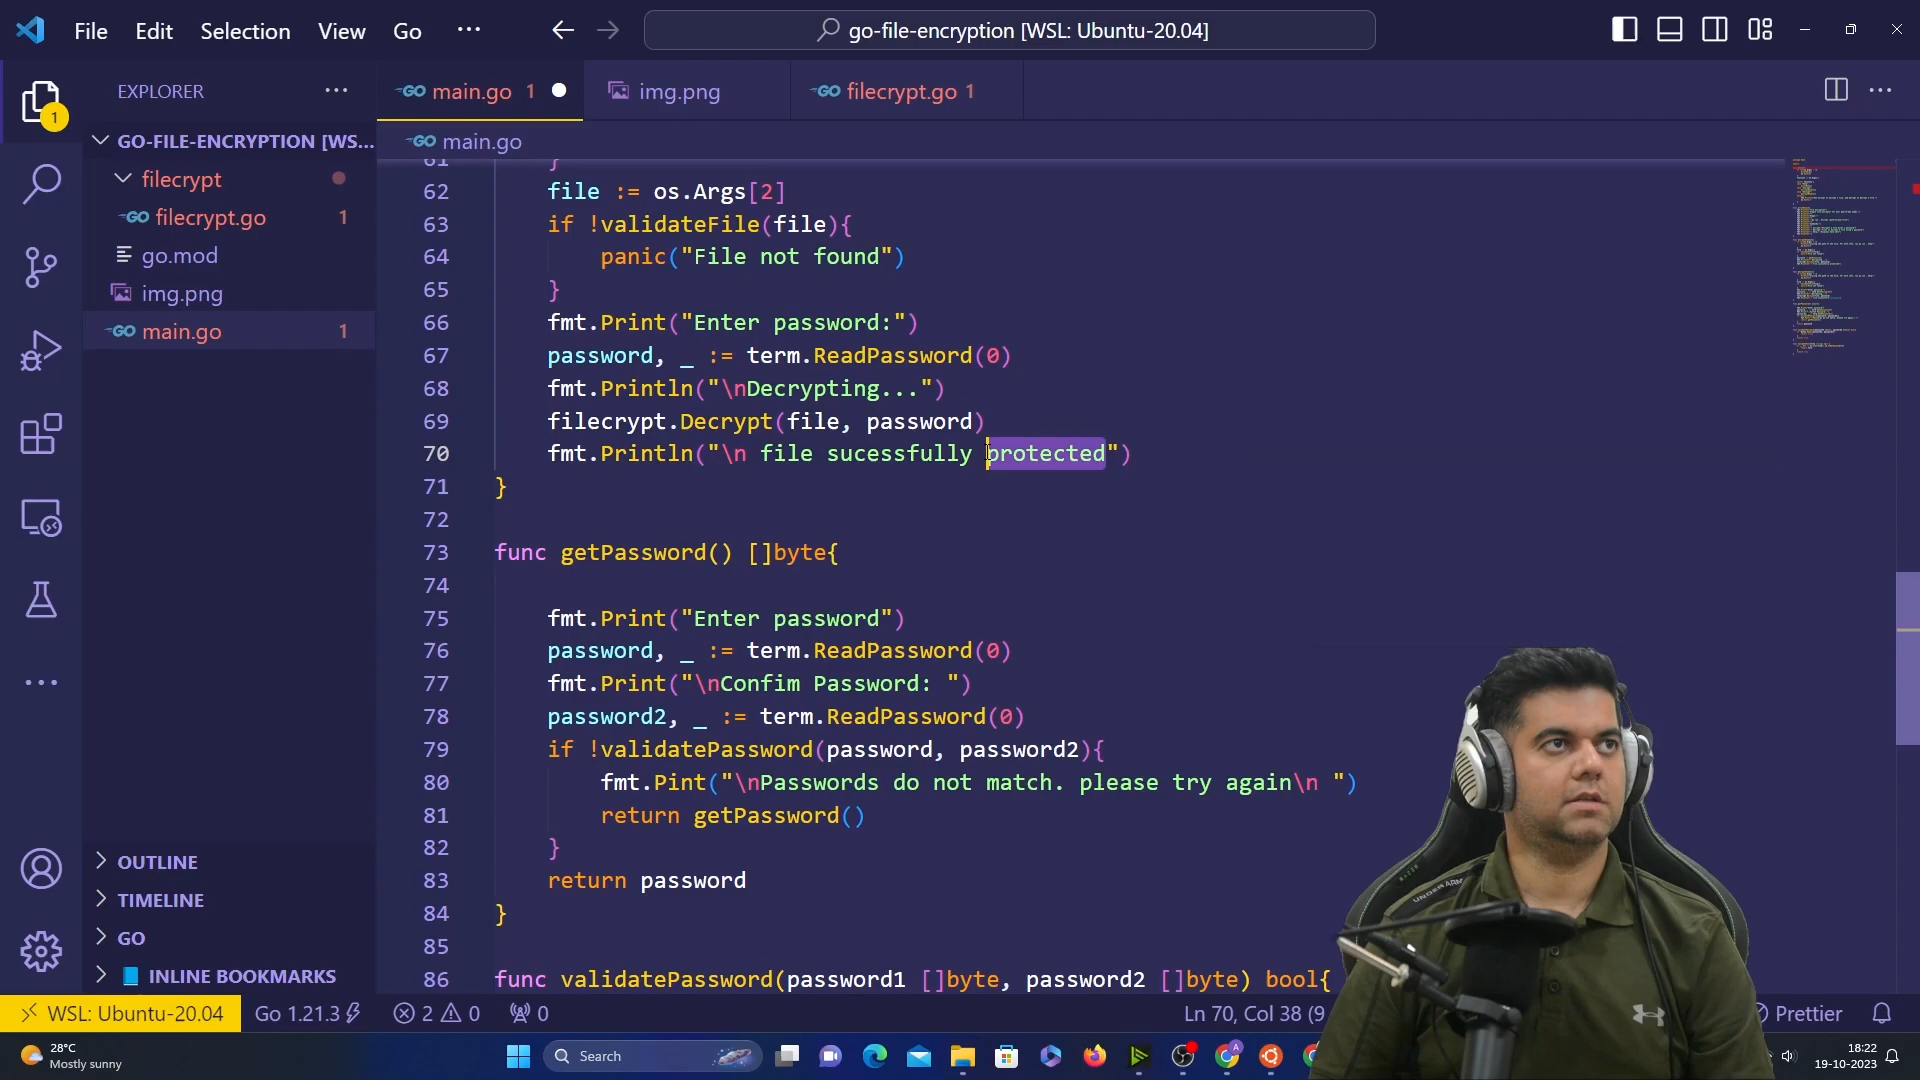 File Edit Selection View Go ··· go-file-encryption [WSL: Ubuntu-20.04]
EXPLORER ···
1
GO-FILE-ENCRYPTION [WS...
filecrypt
filecrypt.go 1
go.mod
img.png
main.go 1
OUTLINE
TIMELINE
GO
INLINE BOOKMARKS
main.go 1 img.png filecrypt.go 1
main.go
61 }
62 file := os.Args[2]
63 if !validateFile(file){
64 panic("File not found")
65 }
66 fmt.Print("Enter password:")
67 password, _ := term.ReadPassword(0)
68 fmt.Println("\nDecrypting...")
69 filecrypt.Decrypt(file, password)
70 fmt.Println("\n file sucessfully protected")
71 }
72
73 func getPassword() []byte{
74
75 fmt.Print("Enter password")
76 password, _ := term.ReadPassword(0)
77 fmt.Print("\nConfim Password: ")
78 password2, _ := term.ReadPassword(0)
79 if !validatePassword(password, password2){
80 fmt.Pint("\nPasswords do not match. please try again\n ")
81 return getPassword()
82 }
83 return password
84 }
85
86 func validatePassword(password1 []byte, password2 []byte) bool{
WSL: Ubuntu-20.04 Go 1.21.3 2 0 0 Ln 70, Col 38 (9 Prettier
28°C
Mostly sunny
Search
18:22
19-10-2023